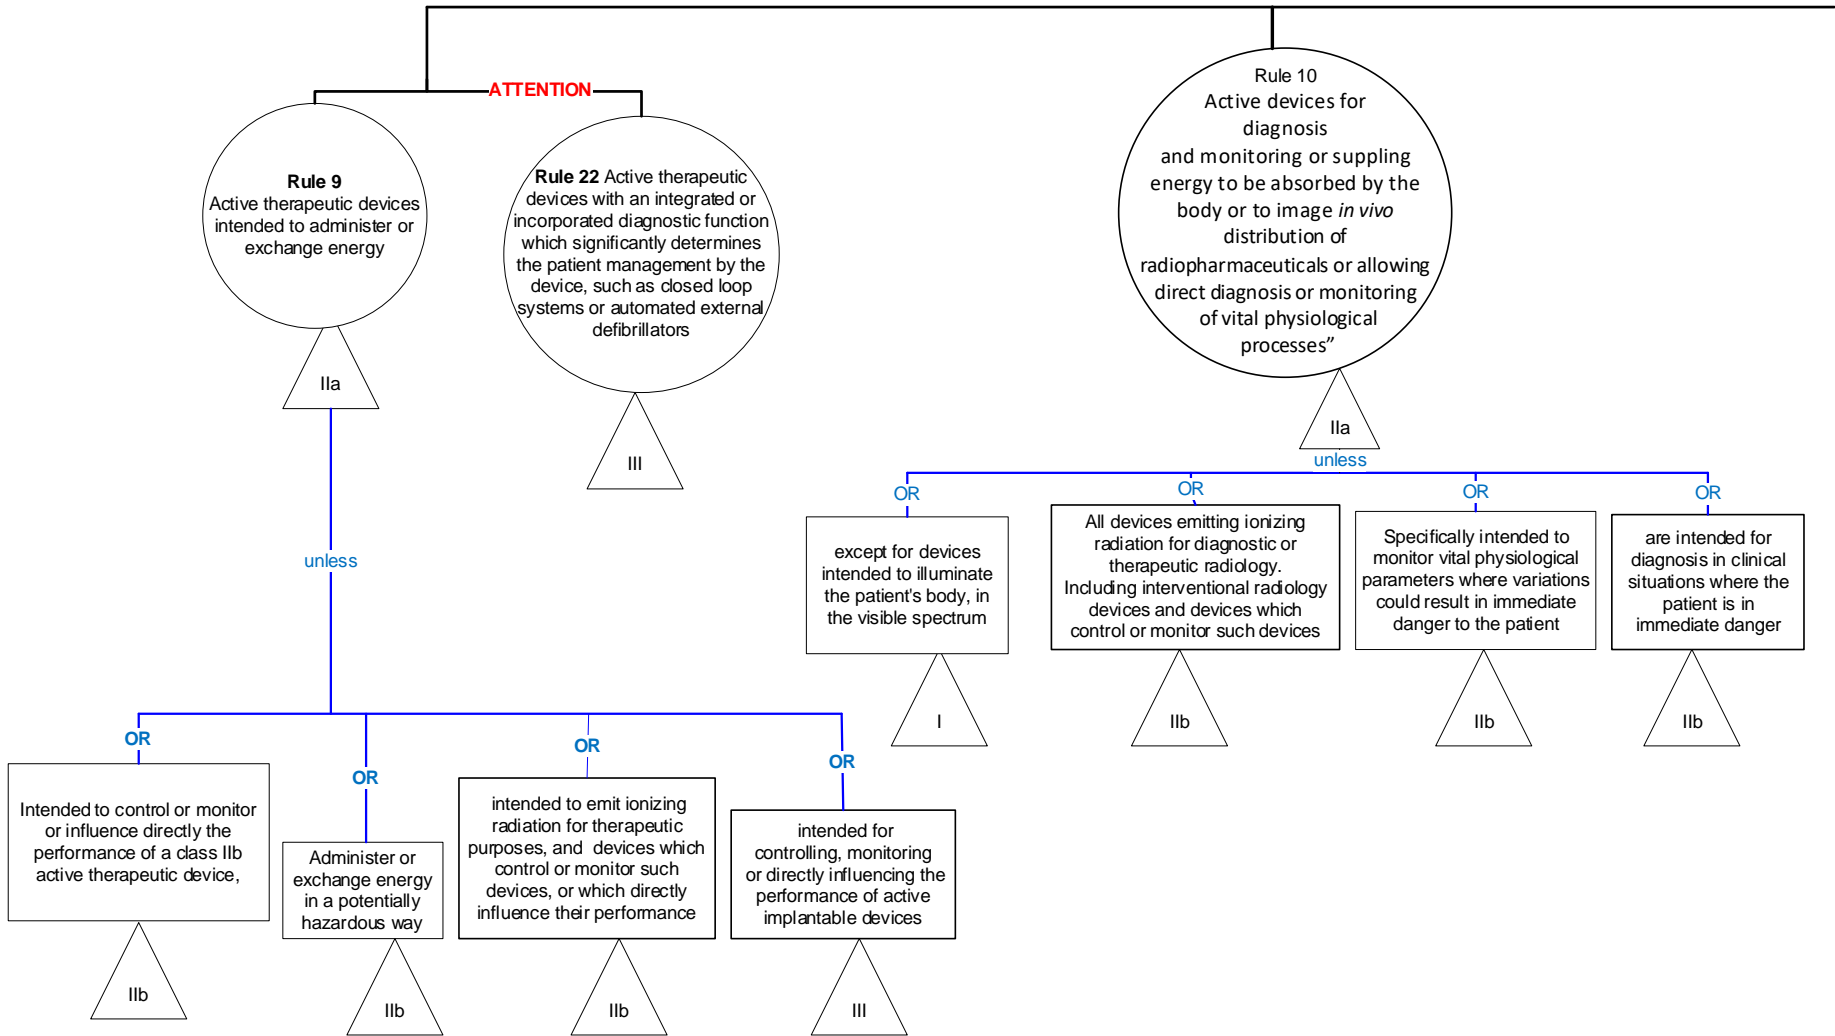 ATTENTION
Rule 9
Active therapeutic devices
intended to administer or
exchange energy
IIa
unless
Rule 22 Active therapeutic
devices with an integrated or
incorporated diagnostic function
which significantly determines
the patient management by the
device, such as closed loop
systems or automated external
defibrillators
III
Rule 10
Active devices for
diagnosis
and monitoring or suppling
energy to be absorbed by the
body or to image in vivo
distribution of
radiopharmaceuticals or allowing
direct diagnosis or monitoring
of vital physiological
processes”
IIa
unless
OR
except for devices
intended to illuminate
the patient's body, in
the visible spectrum
I
OR
All devices emitting ionizing
radiation for diagnostic or
therapeutic radiology.
Including interventional radiology
devices and devices which
control or monitor such devices
IIb
OR
Specifically intended to
monitor vital physiological
parameters where variations
could result in immediate
danger to the patient
IIb
OR
are intended for
diagnosis in clinical
situations where the
patient is in
immediate danger
IIb
OR
Intended to control or monitor
or influence directly the
performance of a class IIb
active therapeutic device,
IIb
OR
Administer or
exchange energy
in a potentially
hazardous way
IIb
OR
intended to emit ionizing
radiation for therapeutic
purposes, and devices which
control or monitor such
devices, or which directly
influence their performance
IIb
OR
intended for
controlling, monitoring
or directly influencing the
performance of active
implantable devices
III